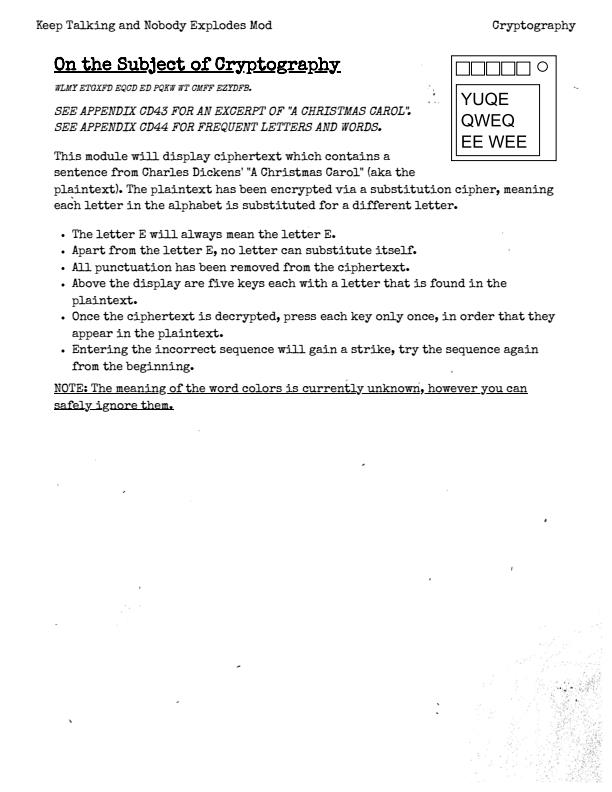 Keep Talking and Nobody Explodes Mod
Cryptography
On the Subject of Cryptography
WLMY ETGXFD EQCD ED PQKW WT CMFF EZYDFB.
SEE APPENDIX CD43 FOR AN EXCERPT OF "A CHRISTMAS CAROL".
SEE APPENDIX CD44 FOR FREQUENT LETTERS AND WORDS.
YUQE
QWEQ
EE WEE
This module will display ciphertext which contains a
sentence from Charles Dickens' "A Christmas Carol" (aka the
plaintext). The plaintext has been encrypted via a substitution cipher, meaning
each letter in the alphabet is substituted for a different letter.
• The letter E will always mean the letter E.
• Apart from the letter E, no letter can substitute itself.
• All punctuation has been removed from the ciphertext.
• Above the display are five keys each with a letter that is found in the
plaintext.
• Once the ciphertext is decrypted, press each key only once, in order that they
appear in the plaintext.
• Entering the incorrect sequence will gain a strike, try the sequence again
from the beginning.
NOTE: The meaning of the word colors is currently unknown, however you can
safely ignore them.